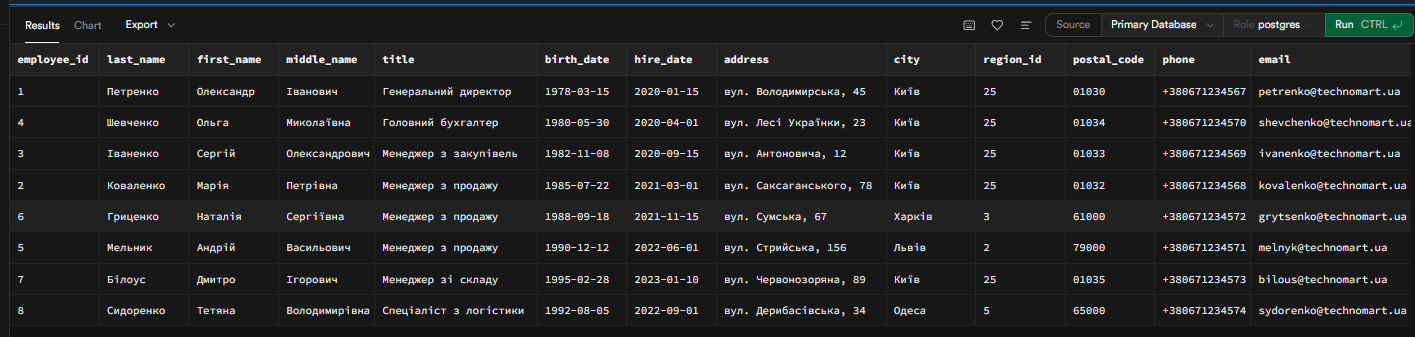 Results Chart Export Source Primary Database Role postgres Run CTRL
employee_id last_name first_name middle_name title birth_date hire_date address city region_id postal_code phone email
1 Петренко Олександр Іванович Генеральний директор 1978-03-15 2020-01-15 вул. Володимирська, 45 Київ 25 01030 +380671234567 petrenko@technomart.ua
4 Шевченко Ольга Миколаївна Головний бухгалтер 1980-05-30 2020-04-01 вул. Лесі Українки, 23 Київ 25 01034 +380671234570 shevchenko@technomart.ua
3 Іваненко Сергій Олександрович Менеджер з закупівель 1982-11-08 2020-09-15 вул. Антоновича, 12 Київ 25 01033 +380671234569 ivanenko@technomart.ua
2 Коваленко Марія Петрівна Менеджер з продажу 1985-07-22 2021-03-01 вул. Саксаганського, 78 Київ 25 01032 +380671234568 kovalenko@technomart.ua
6 Гриценко Наталія Сергіївна Менеджер з продажу 1988-09-18 2021-11-15 вул. Сумська, 67 Харків 3 61000 +380671234572 grytsenko@technomart.ua
5 Мельник Андрій Васильович Менеджер з продажу 1990-12-12 2022-06-01 вул. Стрийська, 156 Львів 2 79000 +380671234571 melnyk@technomart.ua
7 Білоус Дмитро Ігорович Менеджер зі складу 1995-02-28 2023-01-10 вул. Червонозоряна, 89 Київ 25 01035 +380671234573 bilous@technomart.ua
8 Сидоренко Тетяна Володимирівна Спеціаліст з логістики 1992-08-05 2022-09-01 вул. Дерибасівська, 34 Одеса 5 65000 +380671234574 sydorenko@technomart.ua